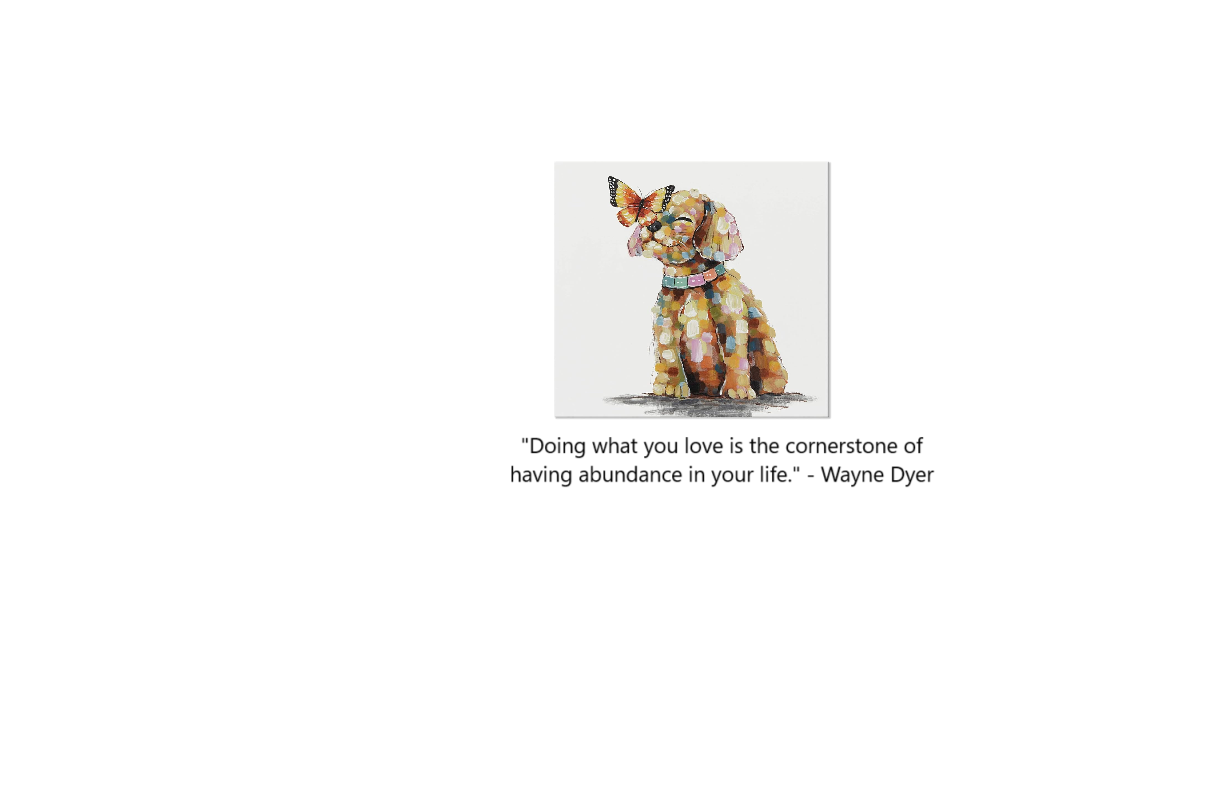 "Doing what you love is the cornerstone of
having abundance in your life." - Wayne Dyer